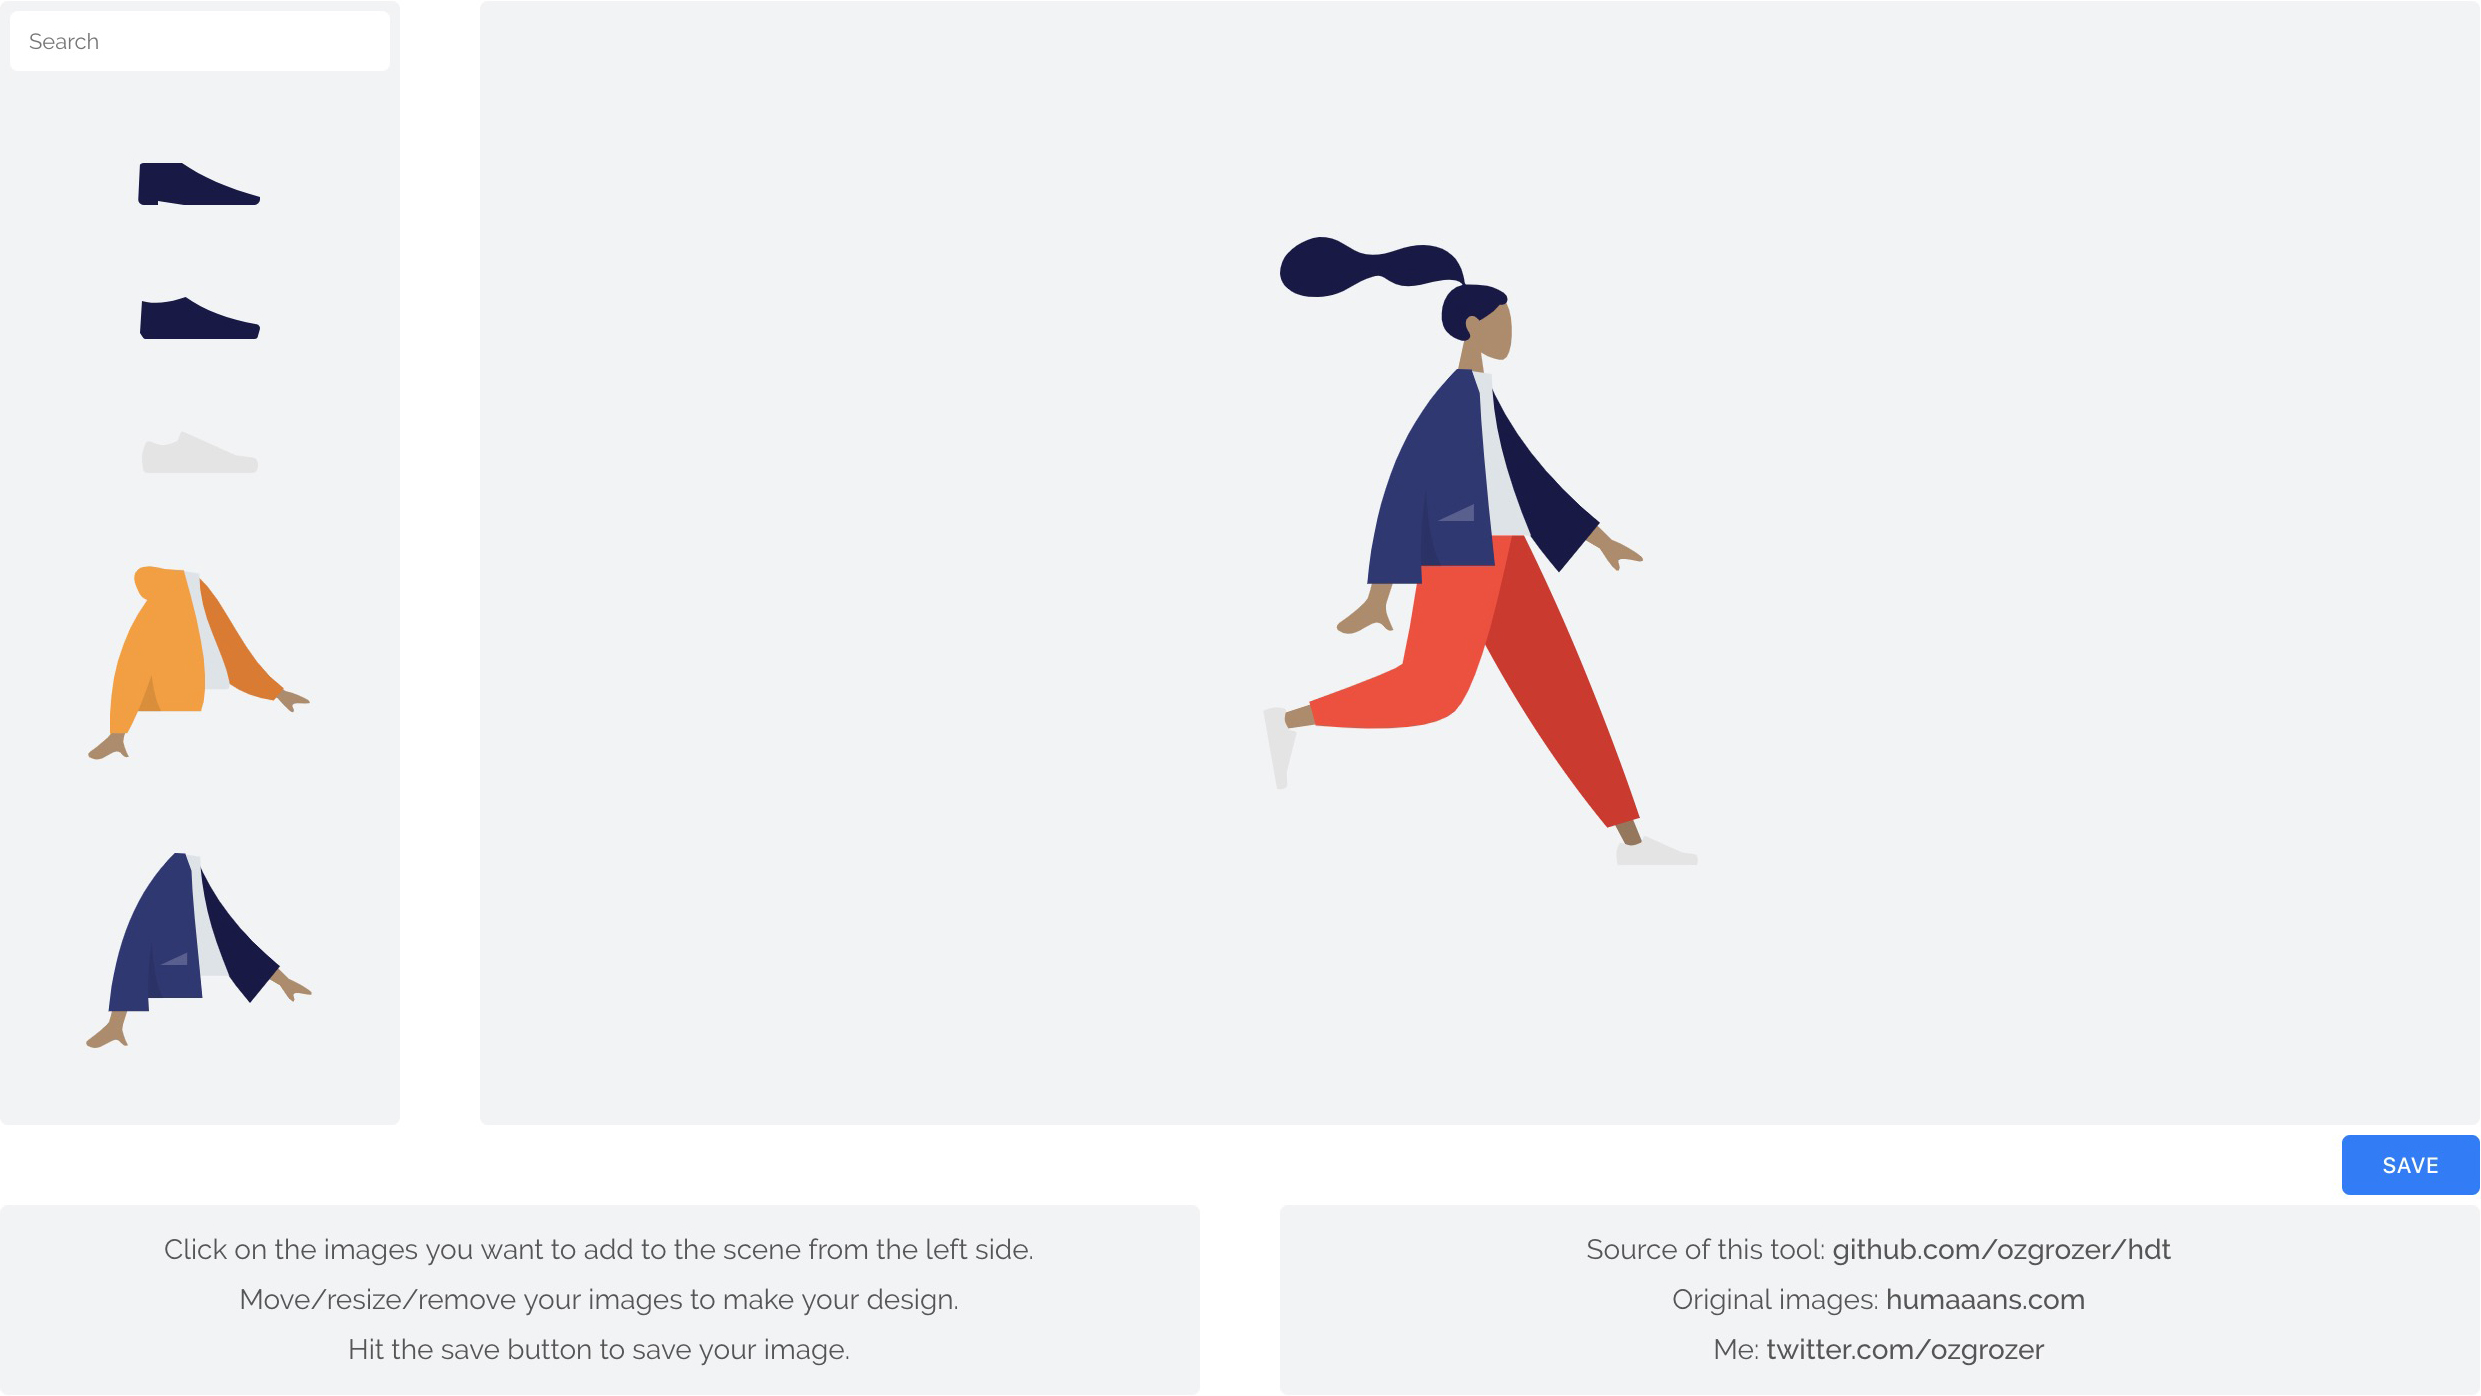 Search
SAVE
Click on the images you want to add to the scene from the left side.
Move/resize/remove your images to make your design.
Hit the save button to save your image.
Source of this tool: github.com/ozgrozer/hdt
Original images: humaaans.com
Me: twitter.com/ozgrozer